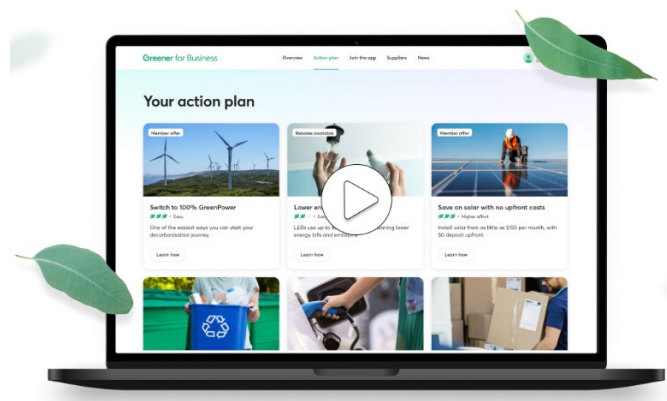 Greener for Business
Overview
Action plan
Join the app
Suppliers
News
Your action plan
Member offer
Rebates available
Member offer
Switch to 100% GreenPower
Easy
One of the easiest ways you can start your
decarbonisation journey.
Learn how
Lower
LEDs use up to
energy bills and emissions.
Learn how
Save on solar with no upfront costs
Higher effort
Install solar from as little as $155 per month, with
$0 deposit upfront.
Learn how